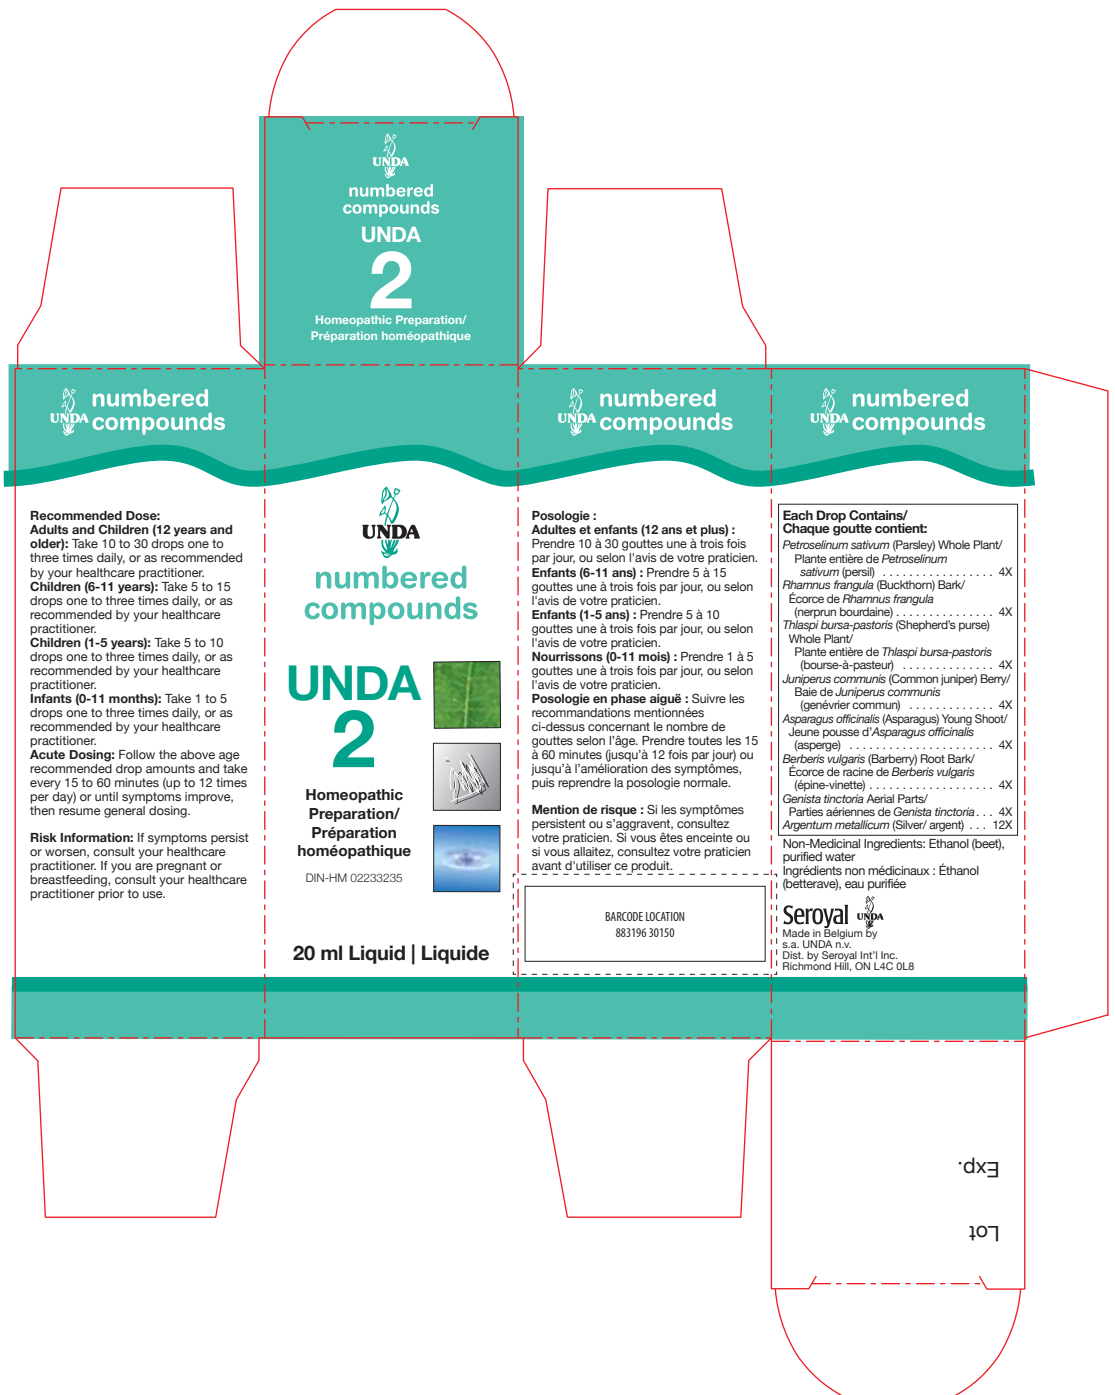 UNDA
numbered
compounds
UNDA
2
Homeopathic Preparation/
Préparation homéopathique
UNDA
numbered
compounds
Recommended Dose:
Adults and Children (12 years and
older): Take 10 to 30 drops one to
three times daily, or as recommended
by your healthcare practitioner.
Children (6-11 years): Take 5 to 15
drops one to three times daily, or as
recommended by your healthcare
practitioner.
Children (1-5 years): Take 5 to 10
drops one to three times daily, or as
recommended by your healthcare
practitioner.
Infants (0-11 months): Take 1 to 5
drops one to three times daily, or as
recommended by your healthcare
practitioner.
Acute Dosing: Follow the above age
recommended drop amounts and take
every 15 to 60 minutes (up to 12 times
per day) or until symptoms improve,
then resume general dosing.
Risk Information: If symptoms persist
or worsen, consult your healthcare
practitioner. If you are pregnant or
breastfeeding, consult your healthcare
practitioner prior to use.
UNDA
numbered
compounds
UNDA
2
Homeopathic
Preparation/
Préparation
homéopathique
DIN-HM 02233235
20 ml Liquid | Liquide
UNDA
numbered
compounds
Posologie :
Adultes et enfants (12 ans et plus) :
Prendre 10 à 30 gouttes une à trois fois
par jour, ou selon l'avis de votre praticien.
Enfants (6-11 ans) : Prendre 5 à 15
gouttes une à trois fois par jour, ou selon
l'avis de votre praticien.
Enfants (1-5 ans) : Prendre 5 à 10
gouttes une à trois fois par jour, ou selon
l'avis de votre praticien.
Nourrissons (0-11 mois) : Prendre 1 à 5
gouttes une à trois fois par jour, ou selon
l'avis de votre praticien.
Posologie en phase aiguë : Suivre les
recommandations mentionnées
ci-dessus concernant le nombre de
gouttes selon l'âge. Prendre toutes les 15
à 60 minutes (jusqu'à 12 fois par jour) ou
jusqu'à l'amélioration des symptômes,
puis reprendre la posologie normale.
Mention de risque : Si les symptômes
persistent ou s'aggravent, consultez
votre praticien. Si vous êtes enceinte ou
si vous allaitez, consultez votre praticien
avant d'utiliser ce produit.
BARCODE LOCATION
883196 30150
UNDA
numbered
compounds
Each Drop Contains/
Chaque goutte contient:
Petroselinum sativum (Parsley) Whole Plant/
Plante entière de Petroselinum
sativum (persil) . . . . . . . . . . . . . . . . . 4X
Rhamnus frangula (Buckthorn) Bark/
Écorce de Rhamnus frangula
(nerprun bourdaine) . . . . . . . . . . . . . . . 4X
Thlaspi bursa-pastoris (Shepherd's purse)
Whole Plant/
Plante entière de Thlaspi bursa-pastoris
(bourse-à-pasteur) . . . . . . . . . . . . . . 4X
Juniperus communis (Common juniper) Berry/
Baie de Juniperus communis
(genévrier commun) . . . . . . . . . . . . . 4X
Asparagus officinalis (Asparagus) Young Shoot/
Jeune pousse d'Asparagus officinalis
(asperge) . . . . . . . . . . . . . . . . . . . . . . 4X
Berberis vulgaris (Barberry) Root Bark/
Écorce de racine de Berberis vulgaris
(épine-vinette) . . . . . . . . . . . . . . . . . . . 4X
Genista tinctoria Aerial Parts/
Parties aériennes de Genista tinctoria . . . 4X
Argentum metallicum (Silver/ argent) . . . 12X
Non-Medicinal Ingredients: Ethanol (beet),
purified water
Ingrédients non médicinaux : Éthanol
(betterave), eau purifiée
Seroyal UNDA
Made in Belgium by
s.a. UNDA n.v.
Dist. by Seroyal Int'l Inc.
Richmond Hill, ON L4C 0L8
Lot
Exp.